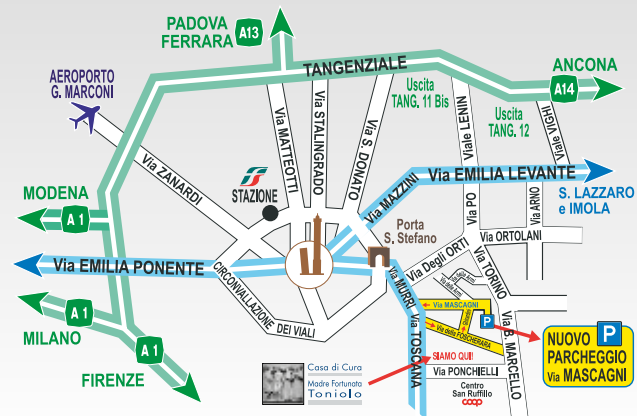 PADOVA
FERRARA
A13
TANGENZIALE
ANCONA
A14
AEROPORTO
G. MARCONI
Uscita
TANG. 11 Bis
Uscita
TANG. 12
Via ZANARDI
Via MATTEOTTI
Via STALINGRADO
Via S. DONATO
Viale LENIN
Viale VIGHI
STAZIONE
Via MAZZINI
Via EMILIA LEVANTE
S. LAZZARO
e IMOLA
MODENA
A 1
Porta
S. Stefano
Via PO
Via ARNO
Via ORTOLANI
Via EMILIA PONENTE
CIRCONVALLAZIONE
DEI VIALI
Via Degli ORTI
Via TORINO
Via MURRI
Via MASCAGNI
Via delle FOSCHERARA
P
A 1
MILANO
A 1
FIRENZE
Via TOSCANA
Via B. MARCELLO
SIAMO QUI!
NUOVO P
PARCHEGGIO
Via MASCAGNI
Casa di Cura
Madre Fortunata
Toniolo
Via PONCHIELLI
Centro
San Ruffillo
coop